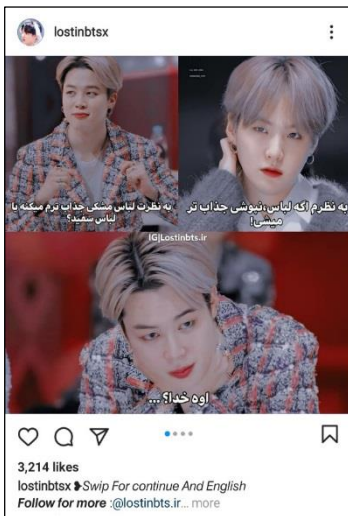 lostinbtsx
به نظرت لباس مشکی جذاب ترم میکنه یا
لباس سفید؟
به نظرم اگه لباس نپوشی جذاب تر
میشی!
IG|Lostinbts.ir
اوه خدا؟ ...
3,214 likes
lostinbtsx ❥Swip For continue And English
Follow for more :@lostinbts.ir... more